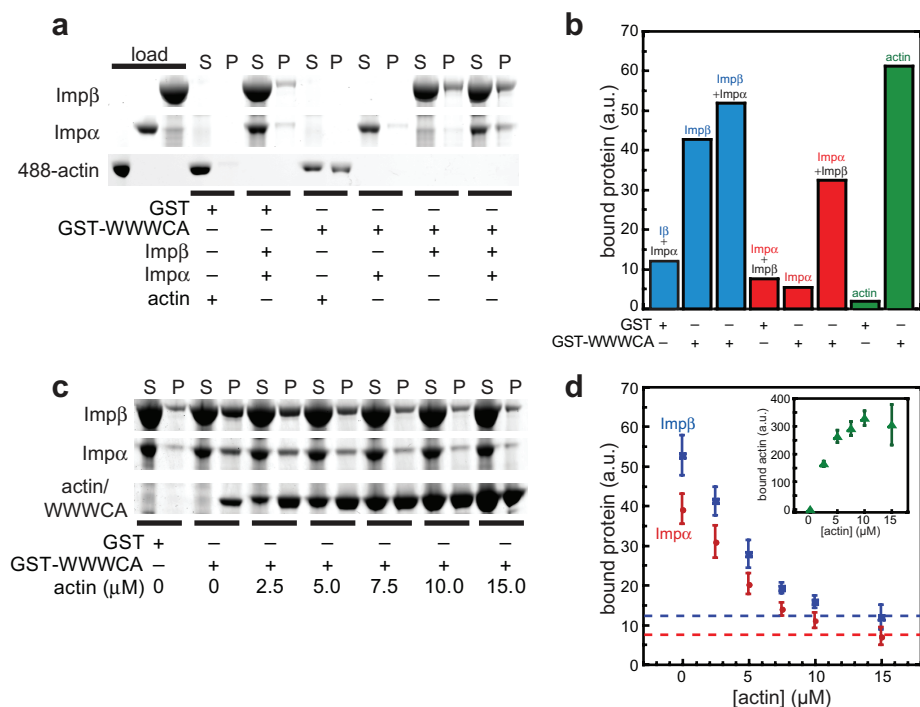 a
load
S P S P S P S P S P S P
Impβ
Impα
488-actin
GST + + – – – –
GST-WWWCA – – + + + +
Impβ – + – – + +
Impα – + – + – +
actin + – + – – –
b
bound protein (a.u.)
70
60
50
40
30
20
10
0
Iβ
+
Impα
Impβ
Impβ
+Impα
Impα
+
Impβ
Impα
Impα
+Impβ
actin
actin
GST + – – + – – + –
GST-WWWCA – + + – + + – +
c
S P S P S P S P S P S P S P
Impβ
Impα
actin/
WWWCA
GST + – – – – – –
GST-WWWCA – + + + + + +
actin (μM) 0 0 2.5 5.0 7.5 10.0 15.0
d
bound protein (a.u.)
70
60
50
40
30
20
10
0
Impβ
Impα
0 5 10 15
[actin] (μM)
bound actin (a.u.)
400
300
200
100
0
0 5 10 15
[actin] (μM)